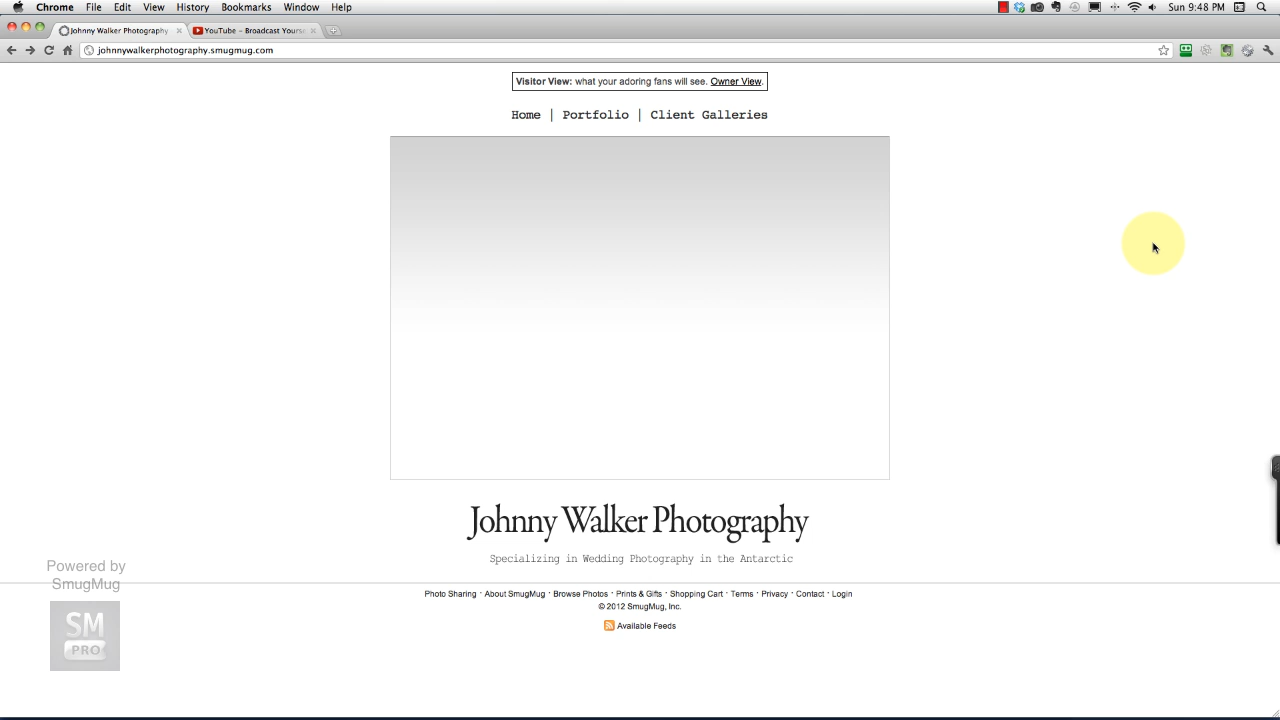 Chrome File Edit View History Bookmarks Window Help Sun 9:48 PM
Johnny Walker Photography YouTube - Broadcast Yourse
johnnywalkerphotography.smugmug.com
Visitor View: what your adoring fans will see. Owner View.
Home | Portfolio | Client Galleries
Johnny Walker Photography
Specializing in Wedding Photography in the Antarctic
Powered by
SmugMug
SM
PRO
Photo Sharing · About SmugMug · Browse Photos · Prints & Gifts · Shopping Cart · Terms · Privacy · Contact · Login
© 2012 SmugMug, Inc.
Available Feeds